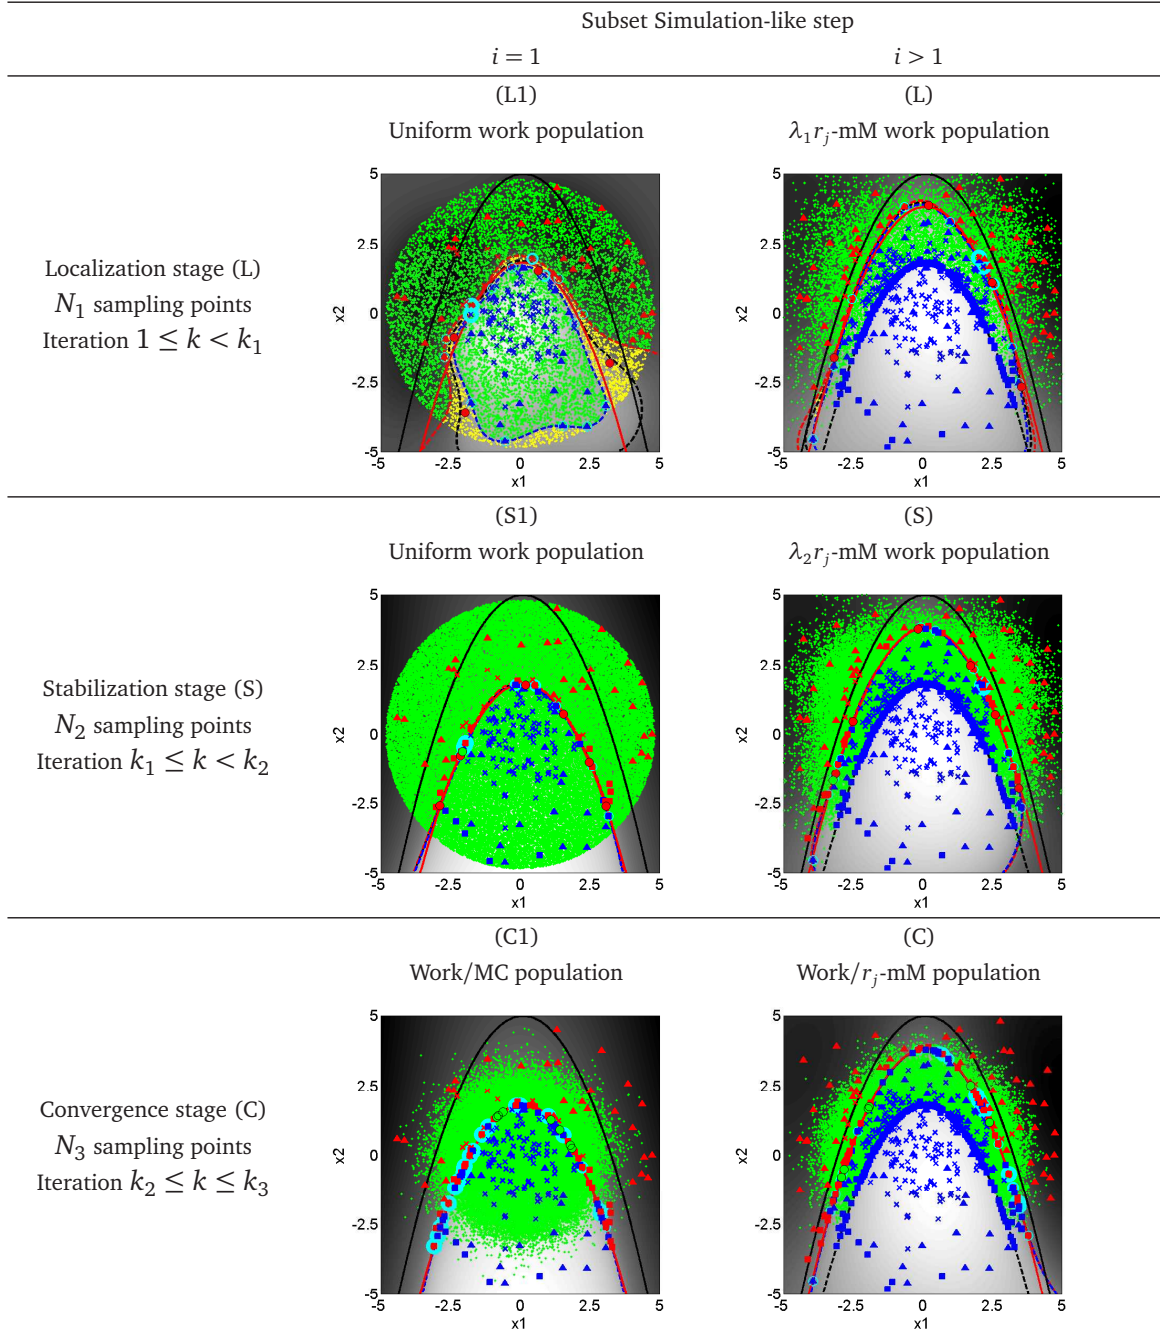 Subset Simulation-like step
i = 1
i > 1
(L1)
(L)
Uniform work population
λ₁rⱼ-mM work population
Localization stage (L)
N₁ sampling points
Iteration 1 ≤ k < k₁
5
2.5
0
-2.5
-5
x2
-5 -2.5 0 2.5 5
x1
5
2.5
0
-2.5
-5
x2
-5 -2.5 0 2.5 5
x1
(S1)
(S)
Uniform work population
λ₂rⱼ-mM work population
Stabilization stage (S)
N₂ sampling points
Iteration k₁ ≤ k < k₂
5
2.5
0
-2.5
-5
x2
-5 -2.5 0 2.5 5
x1
5
2.5
0
-2.5
-5
x2
-5 -2.5 0 2.5 5
x1
(C1)
(C)
Work/MC population
Work/rⱼ-mM population
Convergence stage (C)
N₃ sampling points
Iteration k₂ ≤ k ≤ k₃
5
2.5
0
-2.5
-5
x2
-5 -2.5 0 2.5 5
x1
5
2.5
0
-2.5
-5
x2
-5 -2.5 0 2.5 5
x1